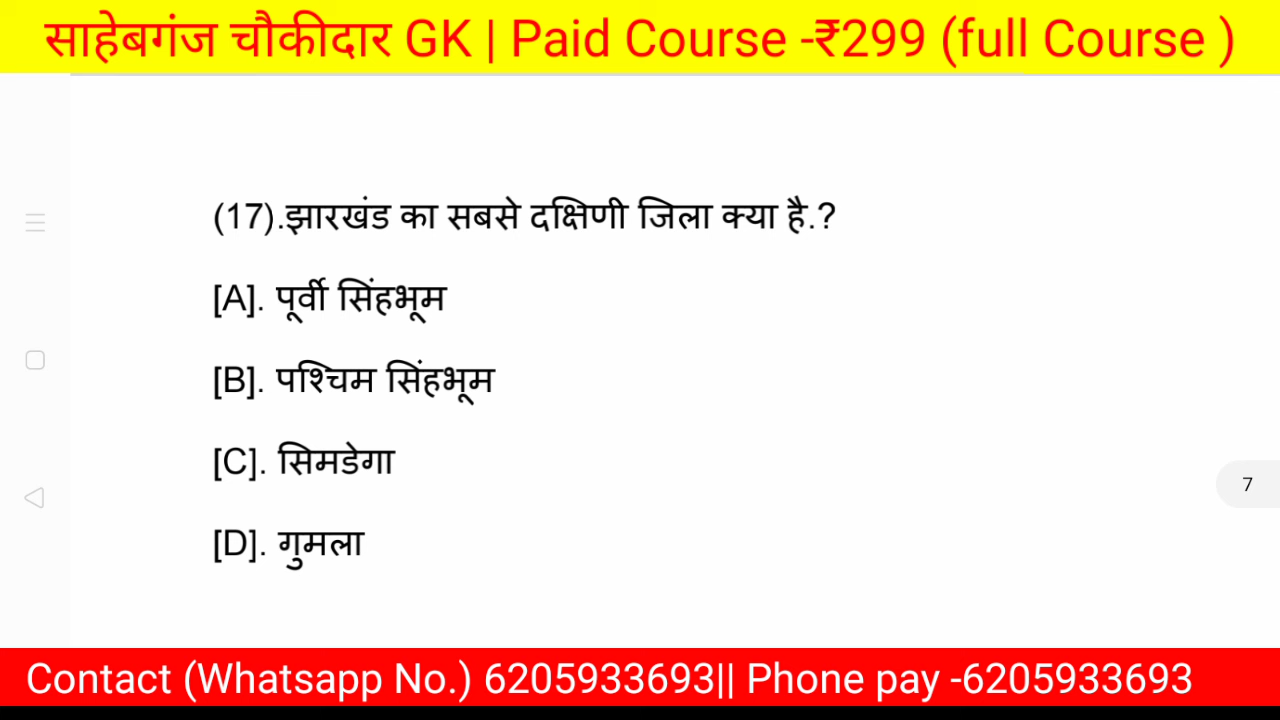 साहेबगंज चौकीदार GK | Paid Course -₹299 (full Course )
(17).झारखंड का सबसे दक्षिणी जिला क्या है.?
[A]. पूर्वी सिंहभूम
[B]. पश्चिम सिंहभूम
[C]. सिमडेगा
7
[D]. गुमला
Contact (Whatsapp No.) 6205933693|| Phone pay -6205933693